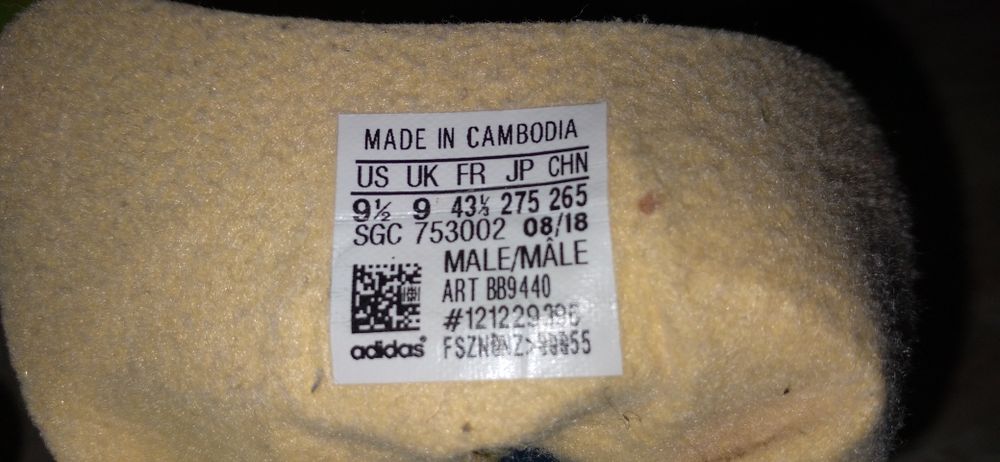 MADE IN CAMBODIA
US UK FR JP CHN
9½ 9 43⅓ 275 265
SGC 753002 08/18
MALE/MÂLE
ART BB9440
adidas